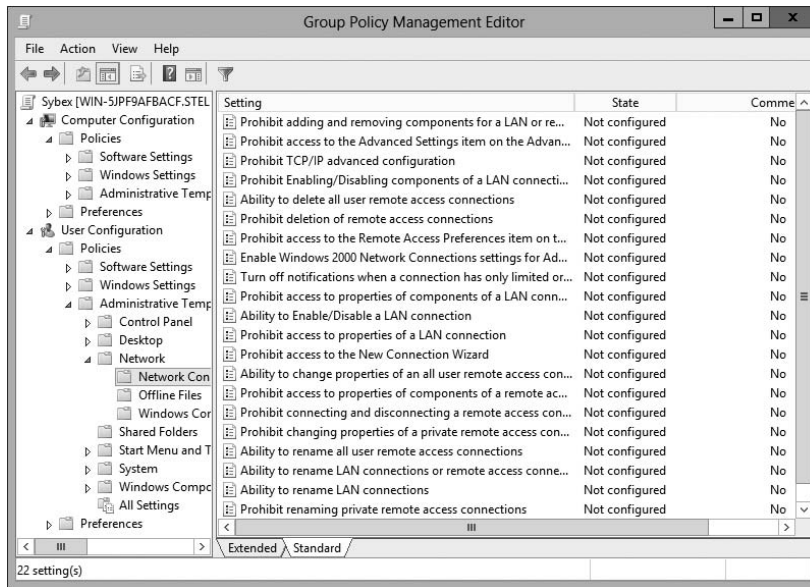 Group Policy Management Editor
File Action View Help
Sybex [WIN-5JPF9AFBACF.STEL
Computer Configuration
Policies
Software Settings
Windows Settings
Administrative Temp
Preferences
User Configuration
Policies
Software Settings
Windows Settings
Administrative Temp
Control Panel
Desktop
Network
Network Con
Offline Files
Windows Cor
Shared Folders
Start Menu and T
System
Windows Compc
All Settings
Preferences
Setting State Comme
Prohibit adding and removing components for a LAN or re... Not configured No
Prohibit access to the Advanced Settings item on the Advan... Not configured No
Prohibit TCP/IP advanced configuration Not configured No
Prohibit Enabling/Disabling components of a LAN connecti... Not configured No
Ability to delete all user remote access connections Not configured No
Prohibit deletion of remote access connections Not configured No
Prohibit access to the Remote Access Preferences item on t... Not configured No
Enable Windows 2000 Network Connections settings for Ad... Not configured No
Turn off notifications when a connection has only limited or... Not configured No
Prohibit access to properties of components of a LAN conn... Not configured No
Ability to Enable/Disable a LAN connection Not configured No
Prohibit access to properties of a LAN connection Not configured No
Prohibit access to the New Connection Wizard Not configured No
Ability to change properties of an all user remote access con... Not configured No
Prohibit access to properties of components of a remote ac... Not configured No
Prohibit connecting and disconnecting a remote access con... Not configured No
Prohibit changing properties of a private remote access con... Not configured No
Ability to rename all user remote access connections Not configured No
Ability to rename LAN connections or remote access conne... Not configured No
Ability to rename LAN connections Not configured No
Prohibit renaming private remote access connections Not configured No
Extended Standard
22 setting(s)